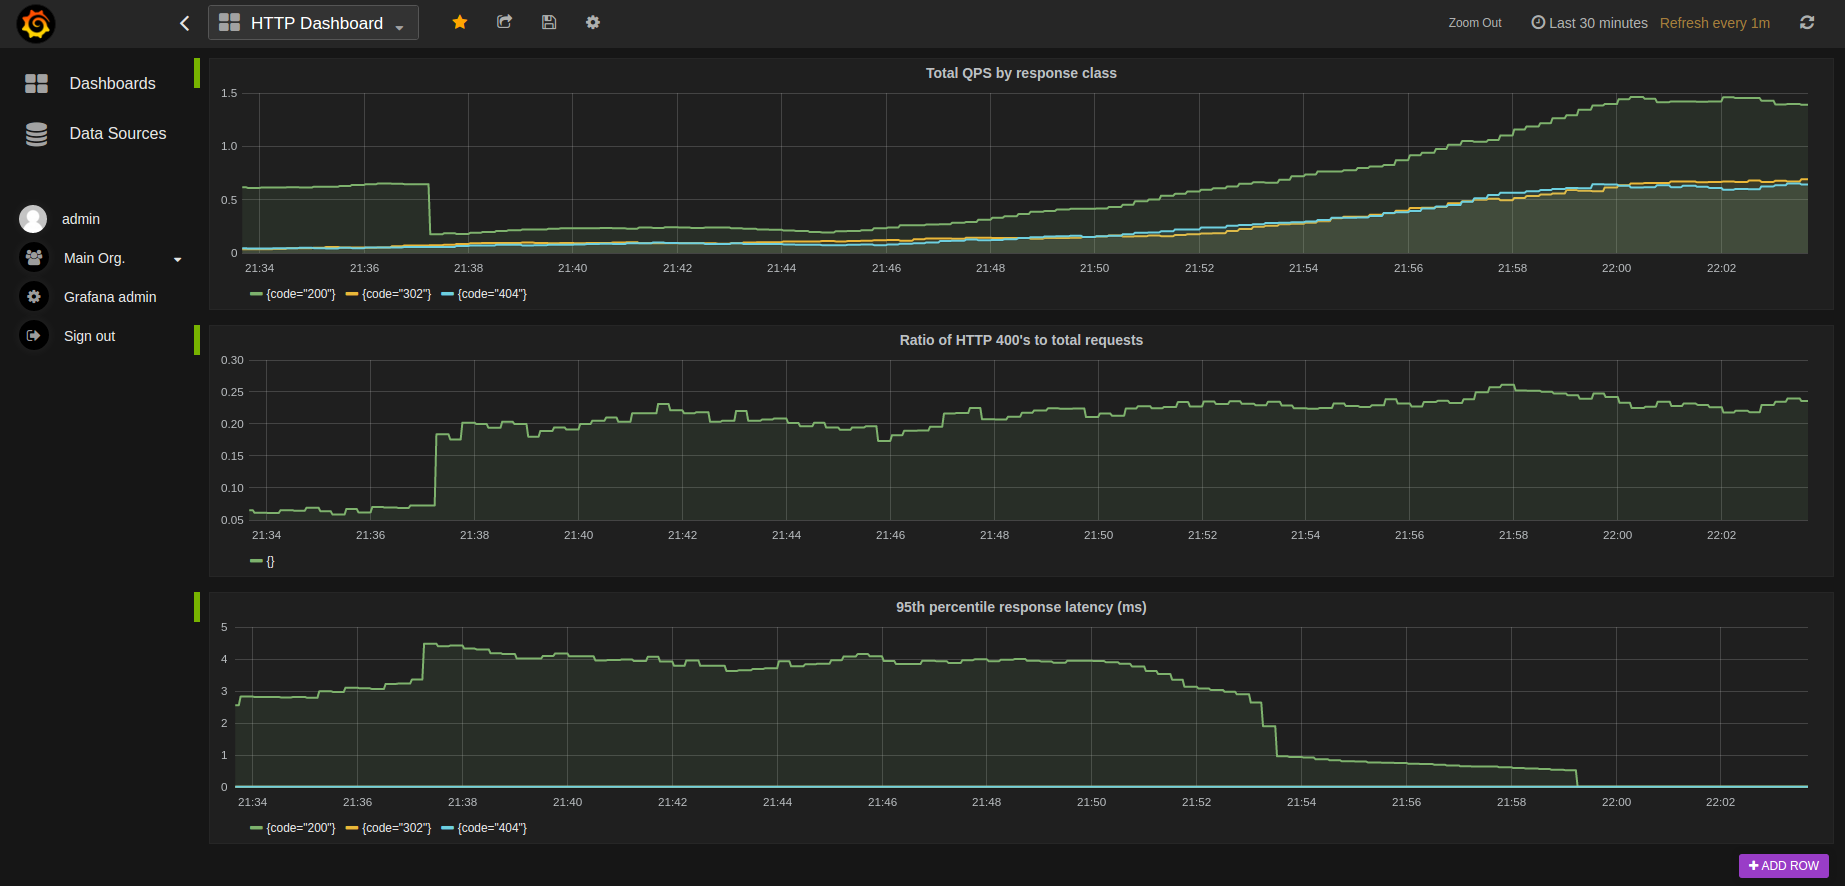 HTTP Dashboard
Zoom Out
Last 30 minutes
Refresh every 1m
Dashboards
Data Sources
admin
Main Org.
Grafana admin
Sign out
Total QPS by response class
1.5
1.0
0.5
0
21:34 21:36 21:38 21:40 21:42 21:44 21:46 21:48 21:50 21:52 21:54 21:56 21:58 22:00 22:02
{code="200"} {code="302"} {code="404"}
Ratio of HTTP 400's to total requests
0.30
0.25
0.20
0.15
0.10
0.05
21:34 21:36 21:38 21:40 21:42 21:44 21:46 21:48 21:50 21:52 21:54 21:56 21:58 22:00 22:02
{}
95th percentile response latency (ms)
5
4
3
2
1
0
21:34 21:36 21:38 21:40 21:42 21:44 21:46 21:48 21:50 21:52 21:54 21:56 21:58 22:00 22:02
{code="200"} {code="302"} {code="404"}
ADD ROW